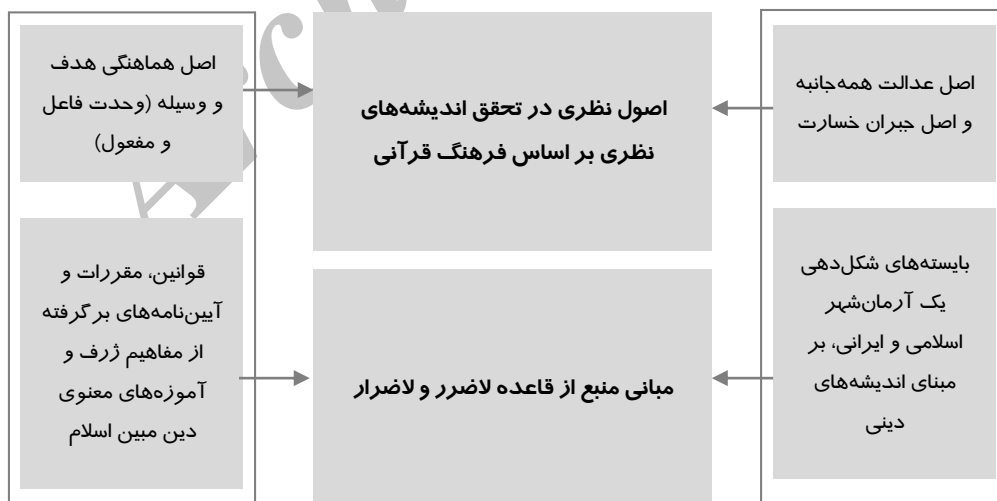 اصل عدالت همه‌جانبه
و اصل جبران خسارت
اصول نظری در تحقق اندیشه‌های
نظری بر اساس فرهنگ قرآنی
اصل هماهنگی هدف
و وسیله (وحدت فاعل
و مفعول)
بایسته‌های شکل‌دهی
یک آرمان‌شهر
اسلامی و ایرانی، بر
مبنای اندیشه‌های
دینی
مبانی منبع از قاعده لاضرر و لاضرار
قوانین، مقررات و
آیین‌نامه‌های برگرفته
از مفاهیم ژرف و
آموزه‌های معنوی
دین مبین اسلام